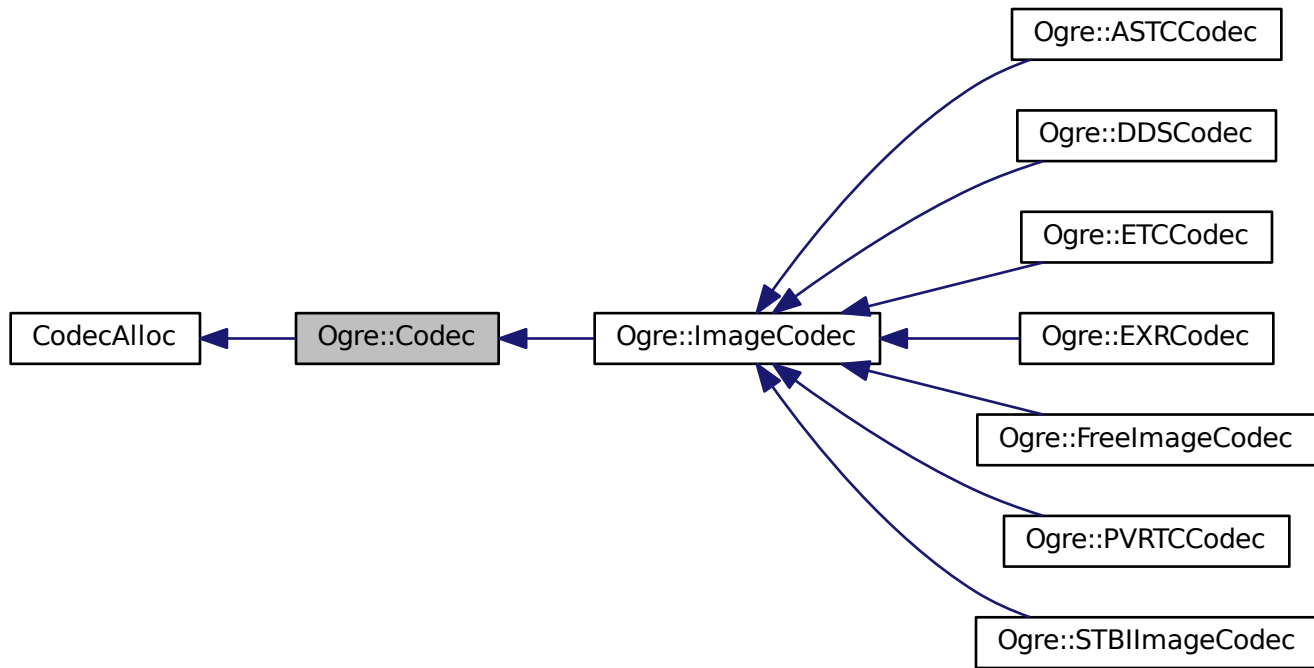 CodecAlloc
Ogre::Codec
Ogre::ImageCodec
Ogre::ASTCCodec
Ogre::DDSCodec
Ogre::ETCCodec
Ogre::EXRCodec
Ogre::FreeImageCodec
Ogre::PVRTCCodec
Ogre::STBIImageCodec